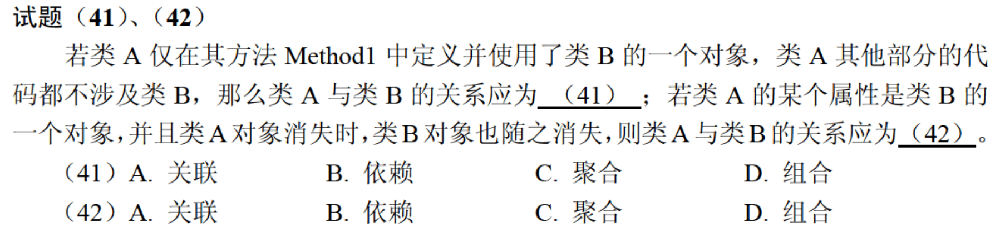 试题（41）、（42）
若类 A 仅在其方法 Method1 中定义并使用了类 B 的一个对象，类 A 其他部分的代
码都不涉及类 B，那么类 A 与类 B 的关系应为 （41） ；若类 A 的某个属性是类 B 的
一个对象，并且类 A 对象消失时，类 B 对象也随之消失，则类 A 与类 B 的关系应为 （42） 。
（41）A. 关联 B. 依赖 C. 聚合 D. 组合
（42）A. 关联 B. 依赖 C. 聚合 D. 组合